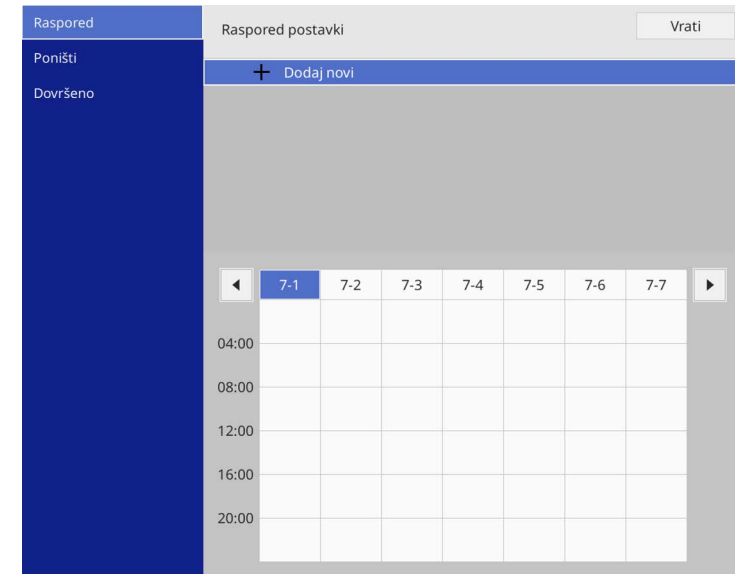 Raspored
Poništi
Dovršeno
Raspored postavki
Vrati
Dodaj novi
7-1 7-2 7-3 7-4 7-5 7-6 7-7
04:00
08:00
12:00
16:00
20:00